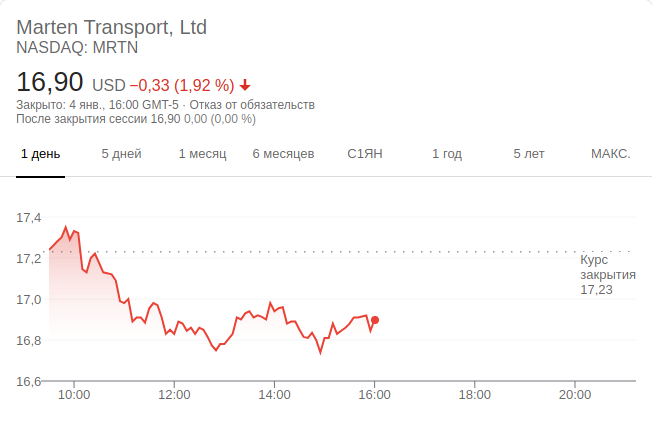 Marten Transport, Ltd
NASDAQ: MRTN
16,90 USD −0,33 (1,92 %)
Закрыто: 4 янв., 16:00 GMT-5 · Отказ от обязательств
После закрытия сессии 16,90 0,00 (0,00 %)
1 день 5 дней 1 месяц 6 месяцев С1ЯН 1 год 5 лет МАКС.
17,4
17,2
Курс
закрытия
17,23
17,0
16,8
16,6
10:00 12:00 14:00 16:00 18:00 20:00